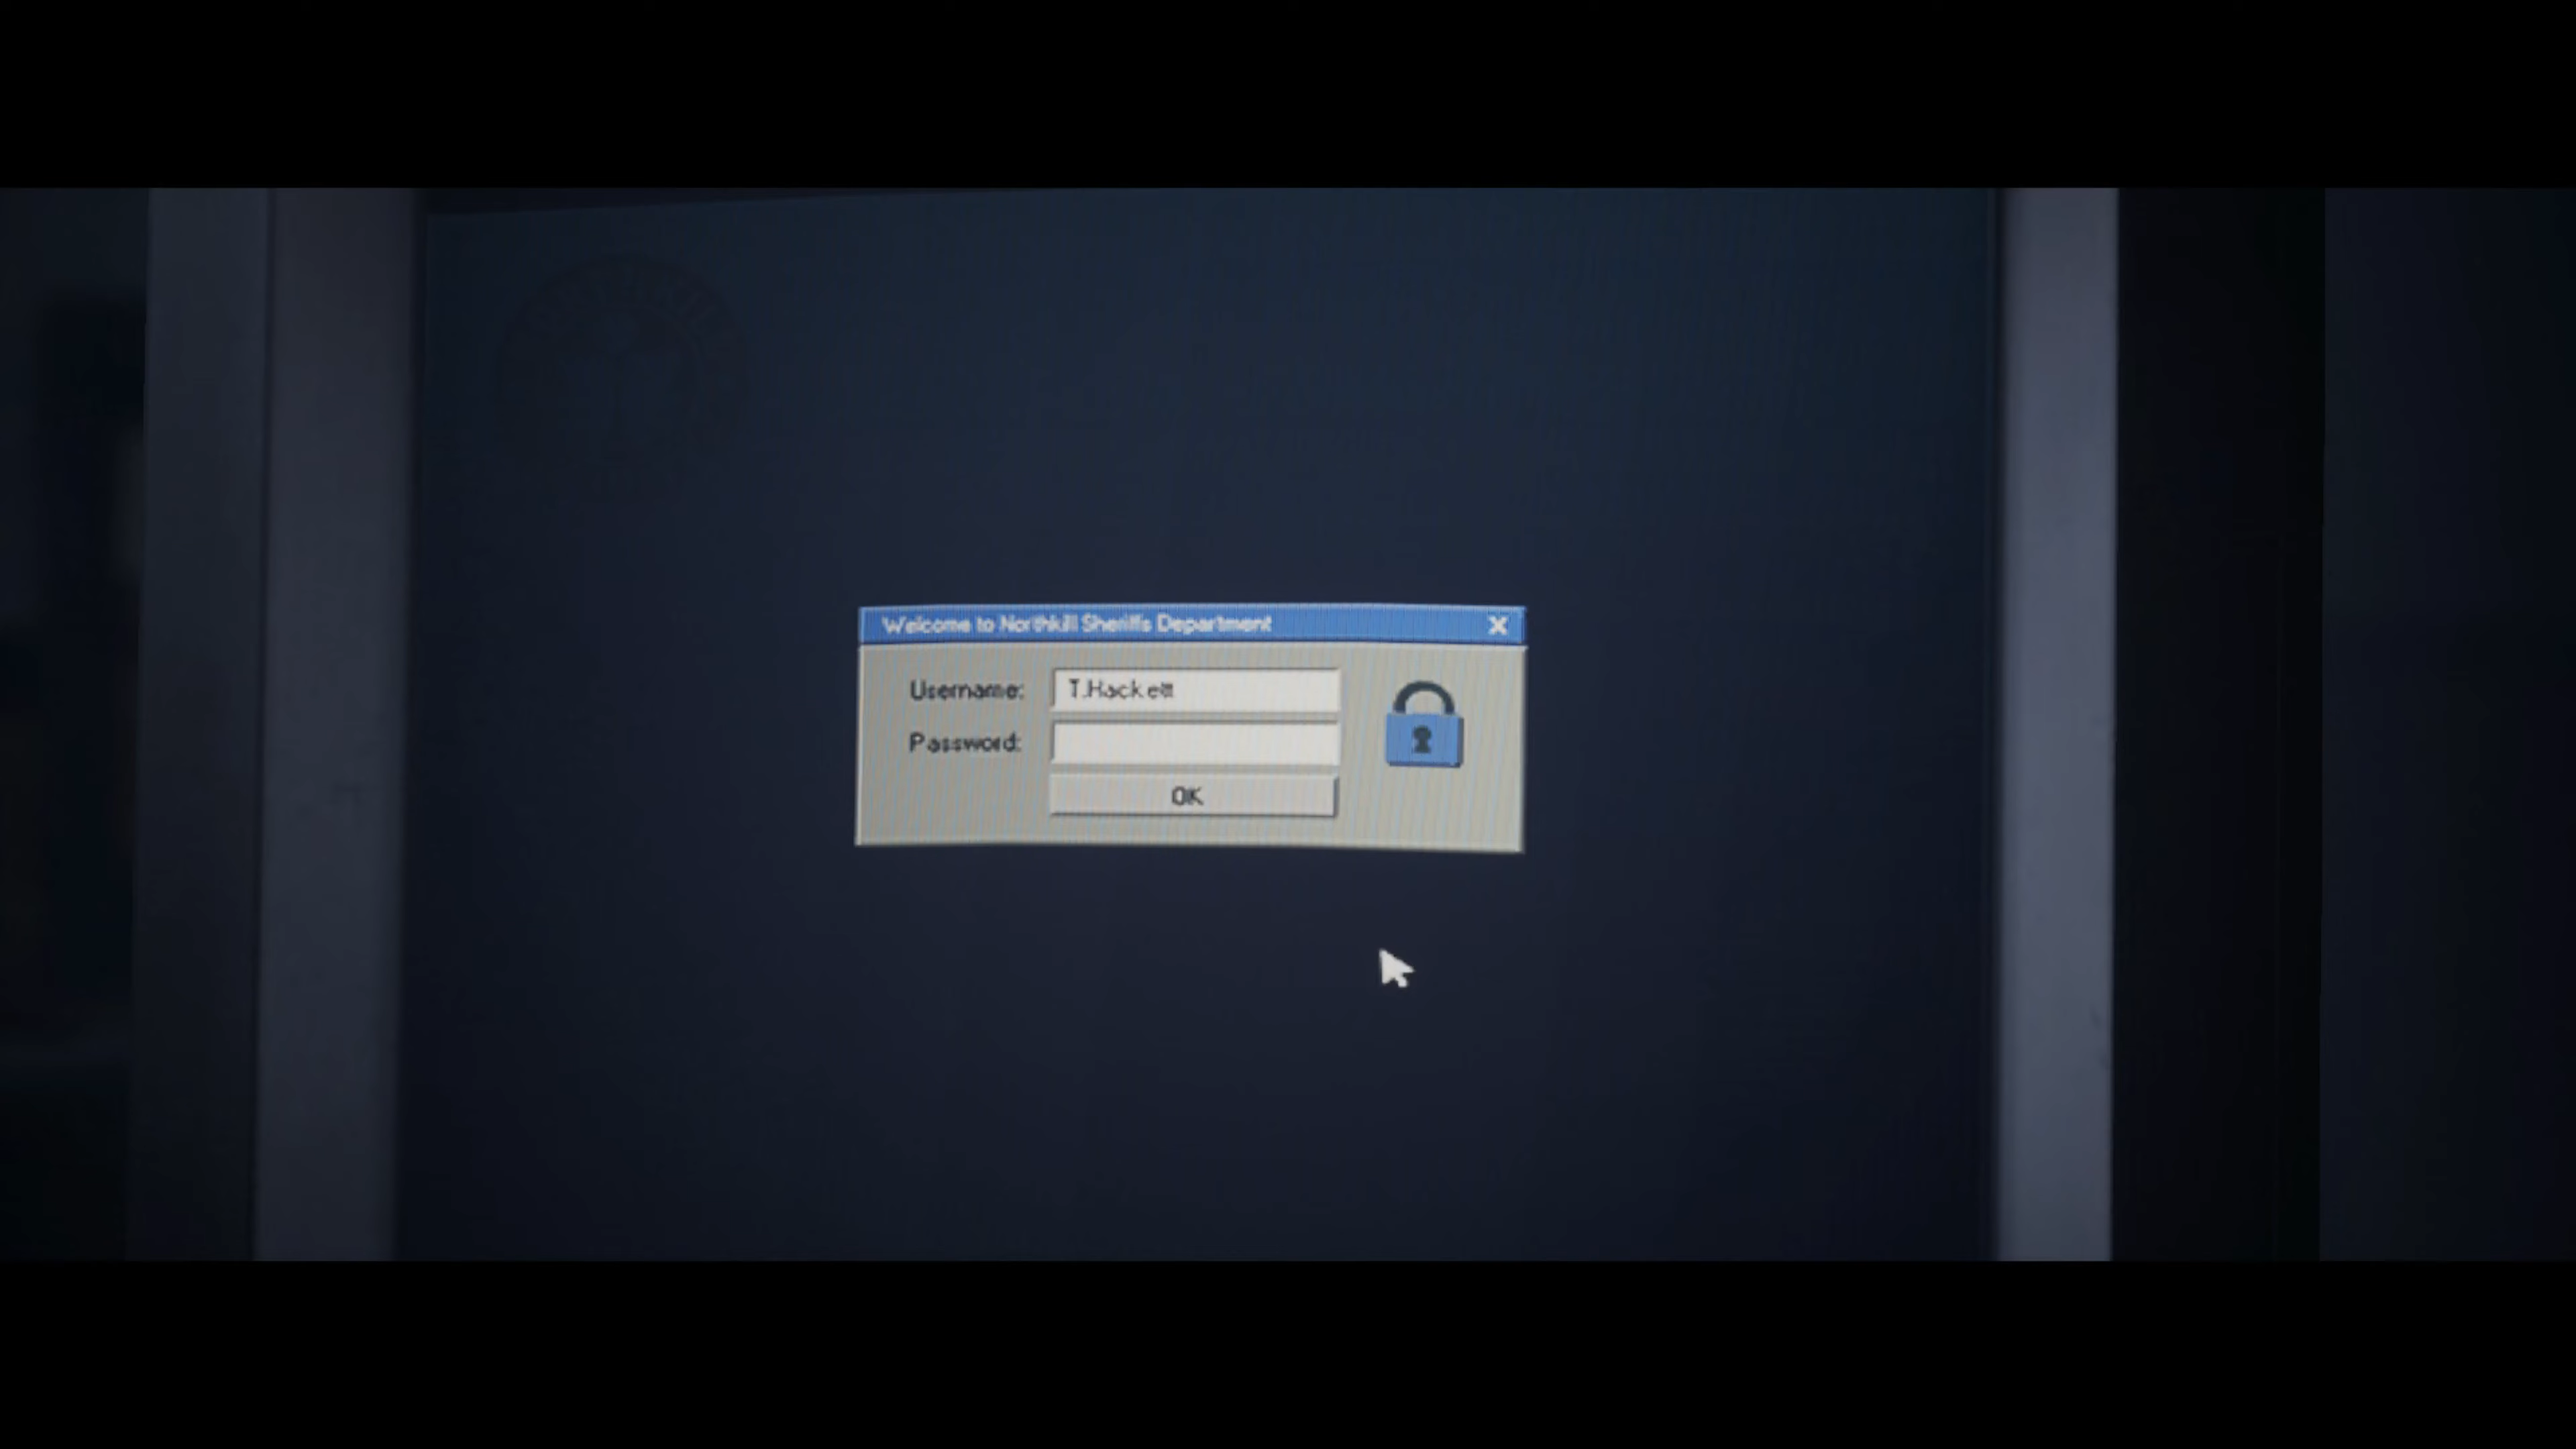 Welcome to Northkill Sheriffs Department
X
Username: T.Hackett
Password:
OK